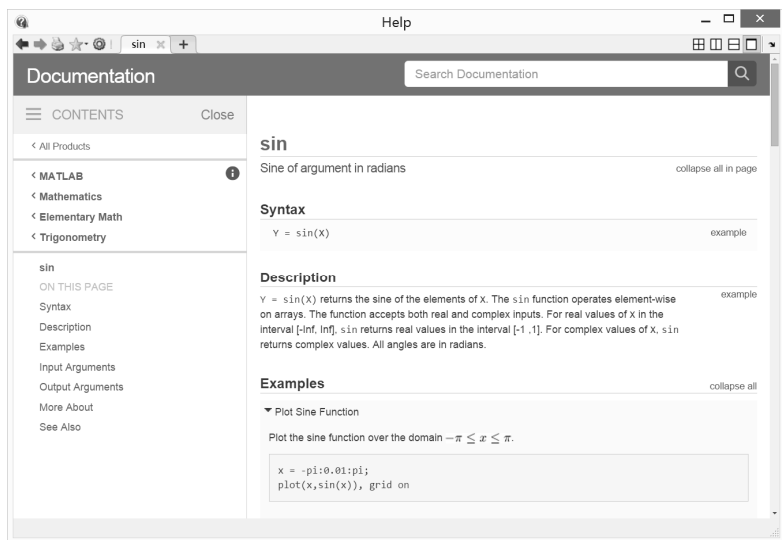 Help
sin
Documentation
Search Documentation
CONTENTS Close
All Products
MATLAB
Mathematics
Elementary Math
Trigonometry
sin
ON THIS PAGE
Syntax
Description
Examples
Input Arguments
Output Arguments
More About
See Also
sin
Sine of argument in radians collapse all in page
Syntax
Y = sin(X) example
Description
Y = sin(X) returns the sine of the elements of X. The sin function operates element-wise example
on arrays. The function accepts both real and complex inputs. For real values of X in the
interval [-Inf, Inf], sin returns real values in the interval [-1 ,1]. For complex values of X, sin
returns complex values. All angles are in radians.
Examples collapse all
Plot Sine Function
Plot the sine function over the domain −π ≤ x ≤ π.
x = -pi:0.01:pi;
plot(x,sin(x)), grid on